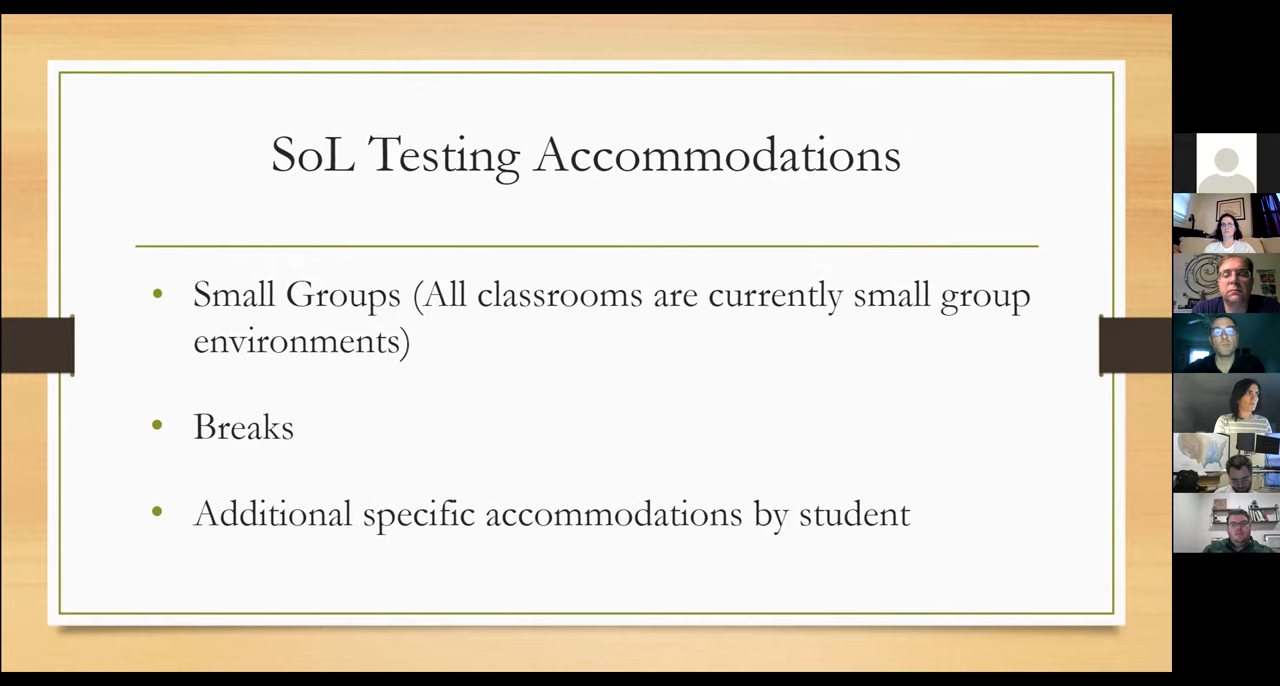 SoL Testing Accommodations
• Small Groups (All classrooms are currently small group
environments)
• Breaks
• Additional specific accommodations by student